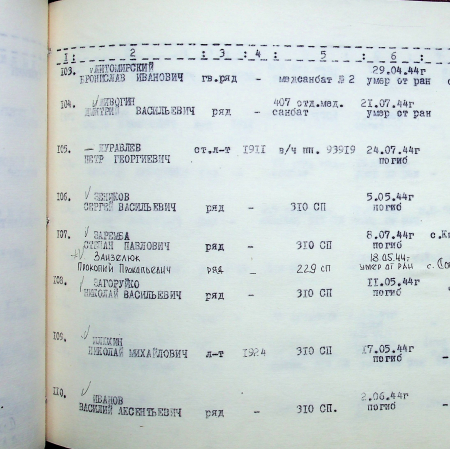 1: 2 : 3 : 4 : 5 : 6 :
103. ЖИТОМИРСКИЙ 29.04.44г
БРОНИСЛАВ ИВАНОВИЧ гв.ряд - медсанбат № 2 умер от ран
104. 407 отд.мед. 21.07.44г
ДМИТРИЙ ВАСИЛЬЕВИЧ ряд - санбат умер от ран
105. - ЖУРАВЛЕВ ст.л-т 1911 в/ч пп. 93919 24.07.44г
ПЕТР ГЕОРГИЕВИЧ погиб
106. 5.05.44г
СЕРГЕЙ ВАСИЛЬЕВИЧ ряд - 310 СП погиб
107. ЗАРЕМБА 8.07.44г
СТЕПАН ПАВЛОВИЧ ряд - 310 СП погиб
ЗАИЗЕЛЮК 18.05.44г
Прокопий Прокопьевич ряд - 229 СП умер от ран
108. ЗАГОРУЙКО 11.05.44г
НИКОЛАЙ ВАСИЛЬЕВИЧ ряд - 310 СП погиб
109.
НИКОЛАЙ МИХАЙЛОВИЧ л-т 1924 310 СП 17.05.44г
погиб -
110. ИВАНОВ 2.06.44г
ВАСИЛИЙ АКСЕНТЬЕВИЧ ряд - 310 СП. погиб -